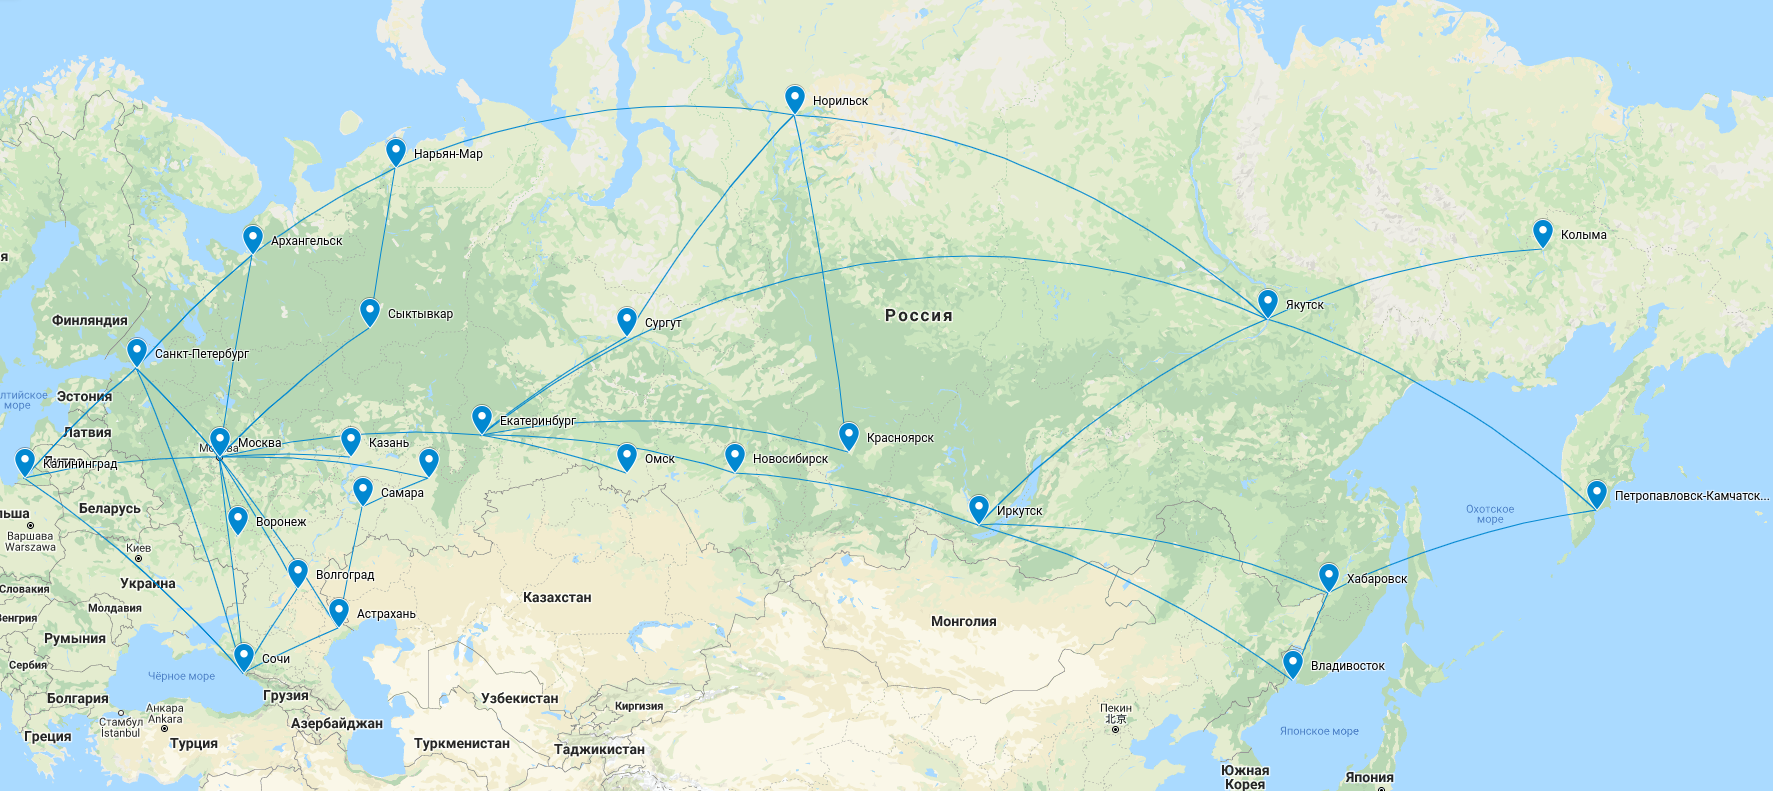 Норильск
Нарьян-Мар
Колыма
Архангельск
я
Якутск
Сыктывкар
Россия
Финляндия
Сургут
Санкт-Петербург
лтийское
море
Эстония
Екатеринбург
Латвия
Москва
Казань
Красноярск
Калининград
Омск
Новосибирск
Самара
Петропавловск-Камчатск...
Беларусь
льша
Иркутск
Охотское
море
Воронеж
Варшава
Warszawa
Киев
Волгоград
Хабаровск
Украина
Словакия
Казахстан
Молдавия
Венгрия
Астрахань
Монголия
Румыния
Сочи
Сербия
Владивосток
Чёрное море
Болгария
Грузия
Узбекистан
Киргизия
Анкара
Ankara
Пекин
北京
Стамбул
Istanbul
Азербайджан
Греция
Турция
Туркменистан
Таджикистан
Японское море
Южная
Корея
Япония